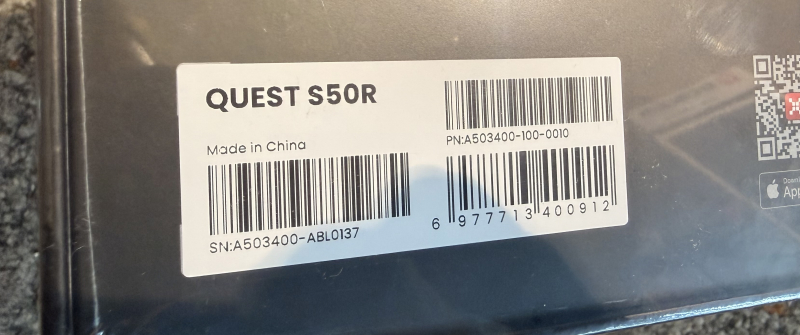 QUEST S50R
Made in China
SN:A503400-ABL0137
PN:A503400-100-0010
6 977713 400912